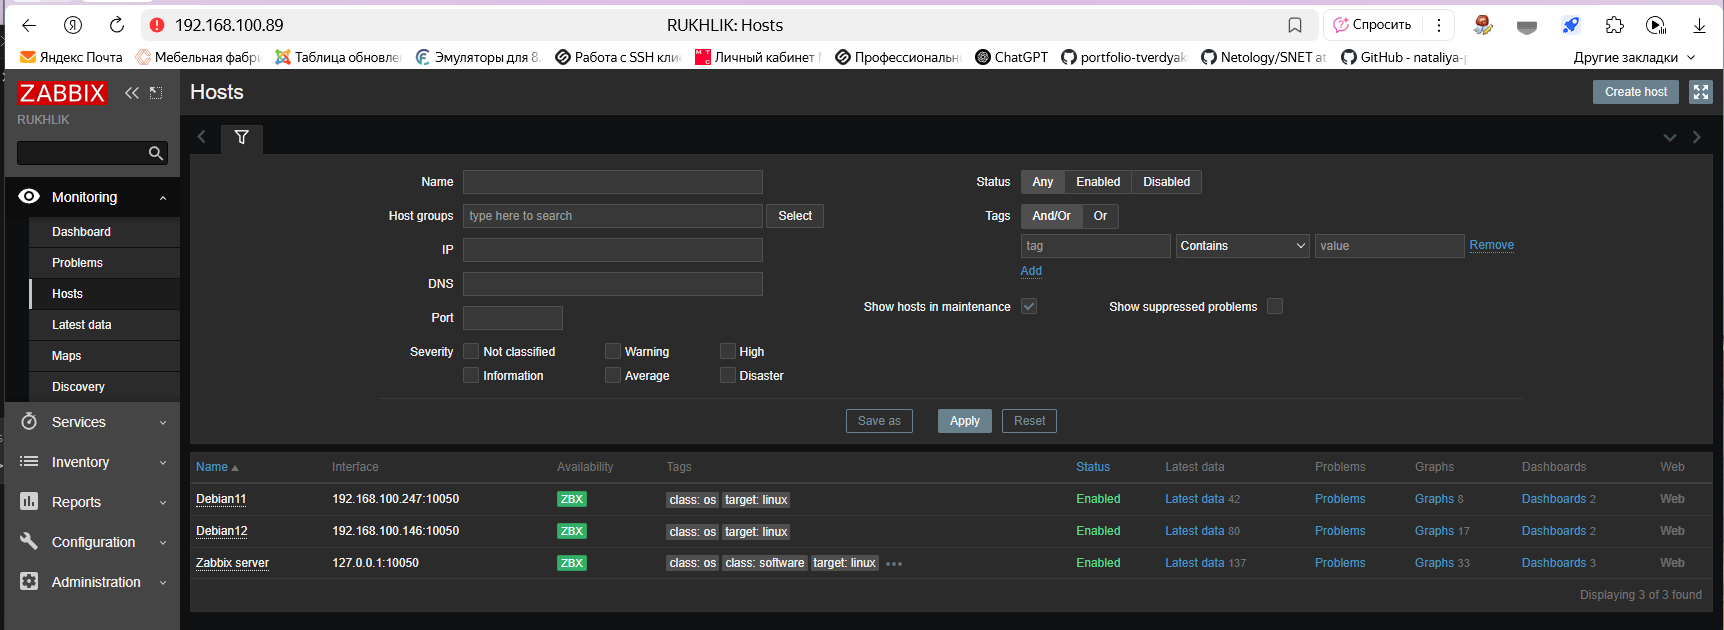 192.168.100.89
RUKHLIK: Hosts
Спросить
Яндекс Почта
Мебельная фабри
Таблица обновле
Эмуляторы для 8.
Работа с SSH кли
МТС
Личный кабинет
Профессиональн
ChatGPT
portfolio-tverdyak
Netology/SNET at
GitHub - nataliya-p
Другие закладки
ZABBIX
RUKHLIK
Hosts
Create host
Monitoring
Dashboard
Problems
Hosts
Latest data
Maps
Discovery
Services
Inventory
Reports
Configuration
Administration
Name
Host groups type here to search Select
IP
DNS
Port
Severity Not classified Warning High
Information Average Disaster
Status Any Enabled Disabled
Tags And/Or Or
tag Contains value Remove
Add
Show hosts in maintenance Show suppressed problems
Save as Apply Reset
Name Interface Availability Tags Status Latest data Problems Graphs Dashboards Web
Debian11 192.168.100.247:10050 ZBX class: os target: linux Enabled Latest data 42 Problems Graphs 8 Dashboards 2 Web
Debian12 192.168.100.146:10050 ZBX class: os target: linux Enabled Latest data 80 Problems Graphs 17 Dashboards 2 Web
Zabbix server 127.0.0.1:10050 ZBX class: os class: software target: linux ••• Enabled Latest data 137 Problems Graphs 33 Dashboards 3 Web
Displaying 3 of 3 found